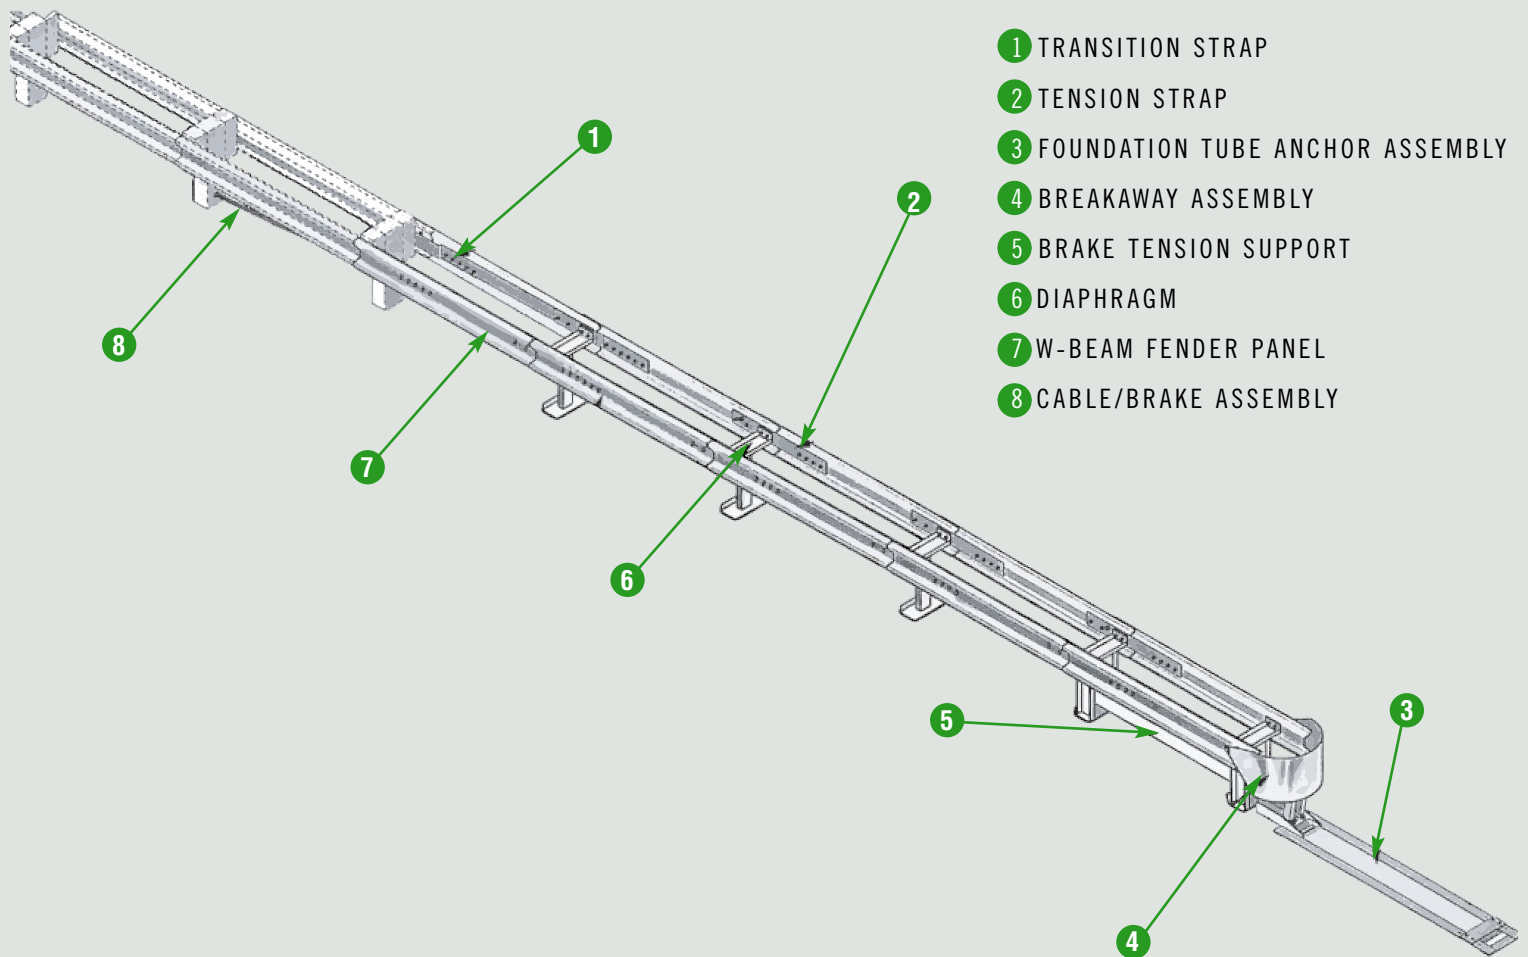 1 TRANSITION STRAP
2 TENSION STRAP
3 FOUNDATION TUBE ANCHOR ASSEMBLY
4 BREAKAWAY ASSEMBLY
5 BRAKE TENSION SUPPORT
6 DIAPHRAGM
7 W-BEAM FENDER PANEL
8 CABLE/BRAKE ASSEMBLY
1
2
8
7
6
5
3
4